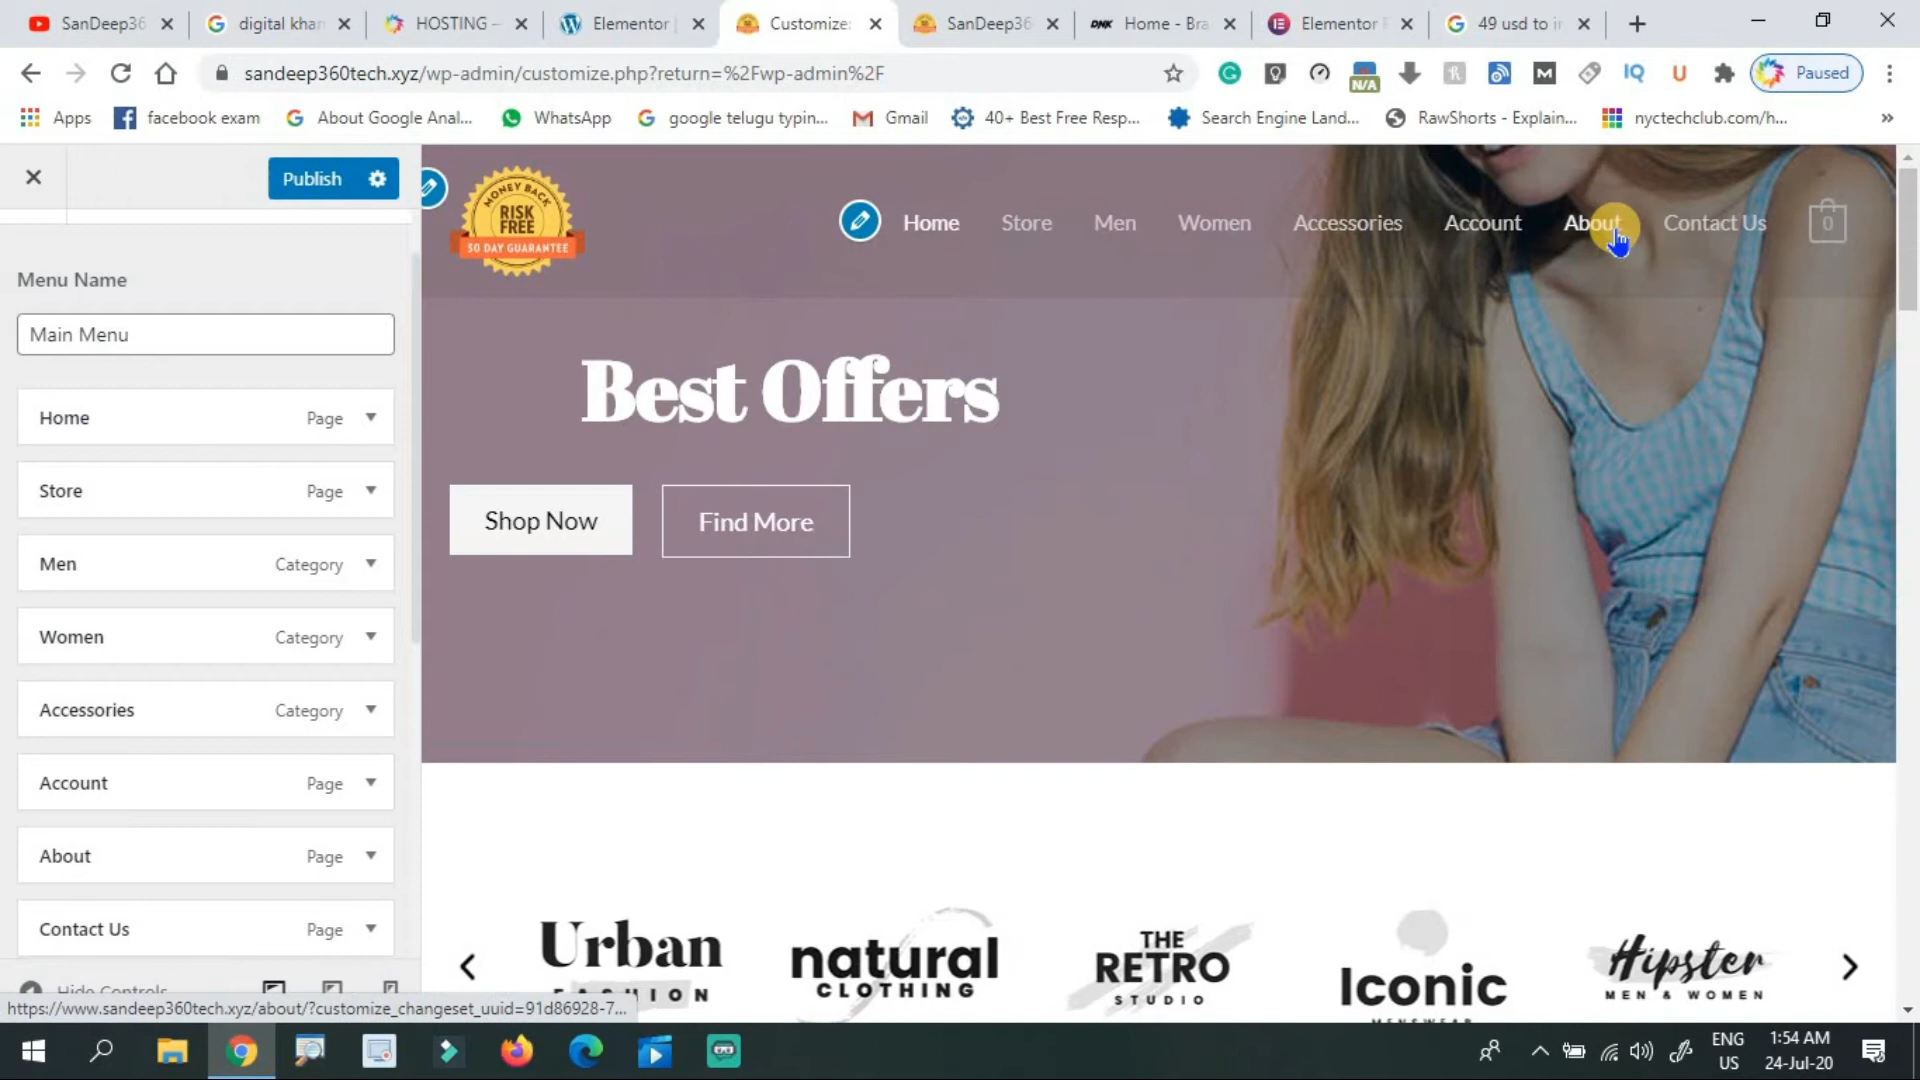 SanDeep36
digital khan
HOSTING –
Elementor
Customize:
SanDeep36
DNK Home - Bra
Elementor
49 usd to in
sandeep360tech.xyz/wp-admin/customize.php?return=%2Fwp-admin%2F
N/A
M
IQ
U
Paused
Apps
facebook exam
About Google Anal...
WhatsApp
google telugu typin...
Gmail
40+ Best Free Resp...
Search Engine Land...
RawShorts - Explain...
nyctechclub.com/h...
Publish
MONEY BACK
RISK
FREE
30 DAY GUARANTEE
Home
Store
Men
Women
Accessories
Account
About
Contact Us
0
Menu Name
Main Menu
Home Page
Store Page
Men Category
Women Category
Accessories Category
Account Page
About Page
Contact Us Page
Hide Controls
Best Offers
Shop Now
Find More
Urban
FASHION
natural
CLOTHING
THE
RETRO
STUDIO
Iconic
MENSWEAR
Hipster
MEN & WOMEN
https://www.sandeep360tech.xyz/about/?customize_changeset_uuid=91d86928-7...
ENG
US
1:54 AM
24-Jul-20